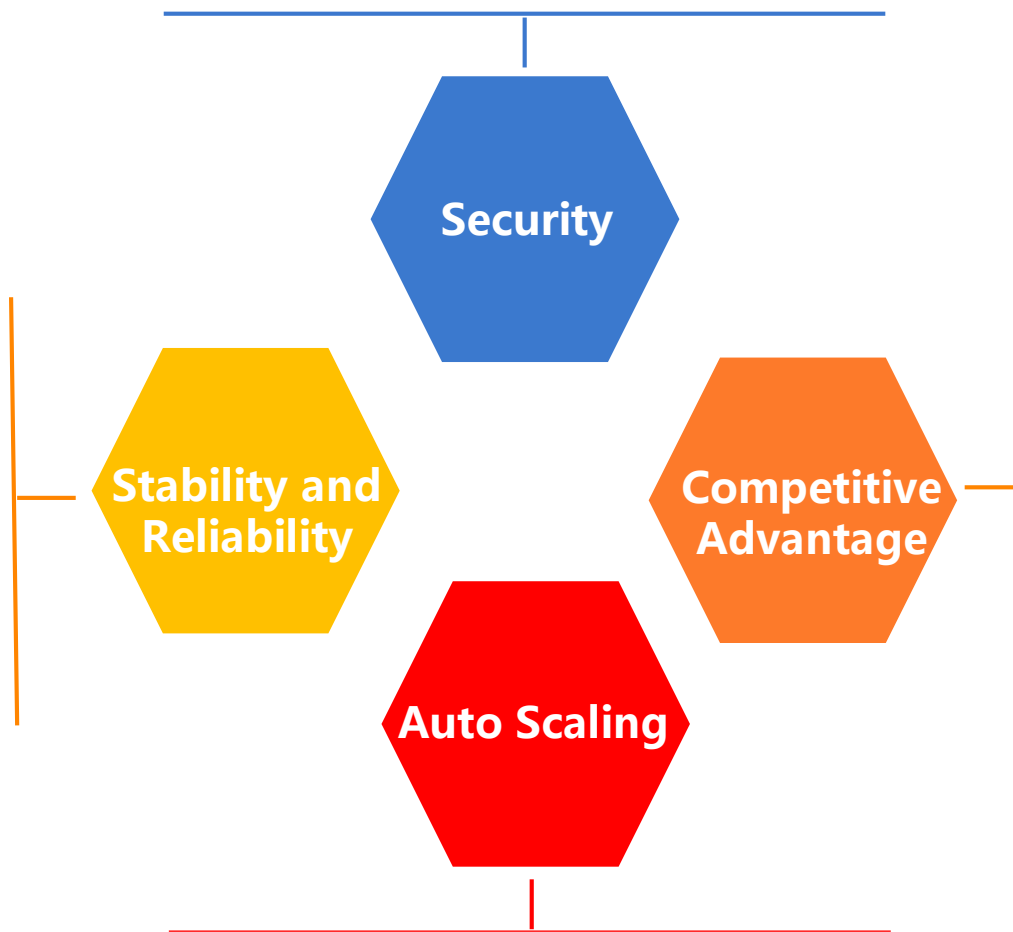 Security
Stability and
Reliability
Competitive
Advantage
Auto Scaling